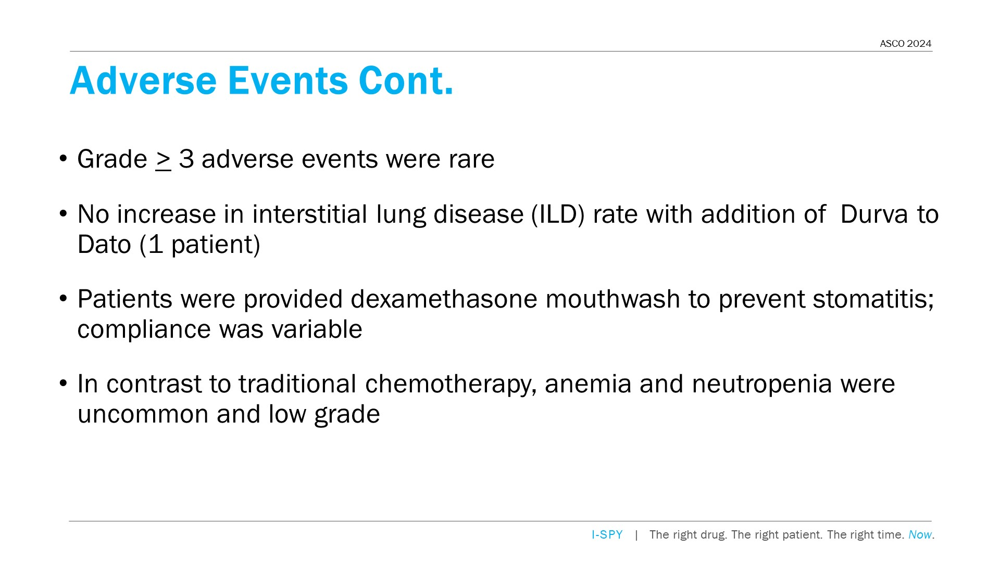 ASCO 2024
Adverse Events Cont.
• Grade ≥ 3 adverse events were rare
• No increase in interstitial lung disease (ILD) rate with addition of  Durva to
Dato (1 patient)
• Patients were provided dexamethasone mouthwash to prevent stomatitis;
compliance was variable
• In contrast to traditional chemotherapy, anemia and neutropenia were
uncommon and low grade
I-SPY | The right drug. The right patient. The right time. Now.